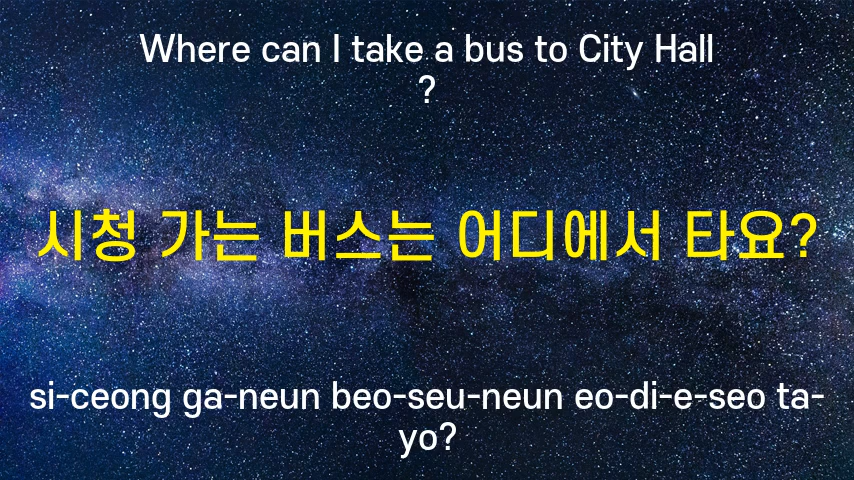 Where can I take a bus to City Hall
?
시청 가는 버스는 어디에서 타요?
si-ceong ga-neun beo-seu-neun eo-di-e-seo ta-
yo?